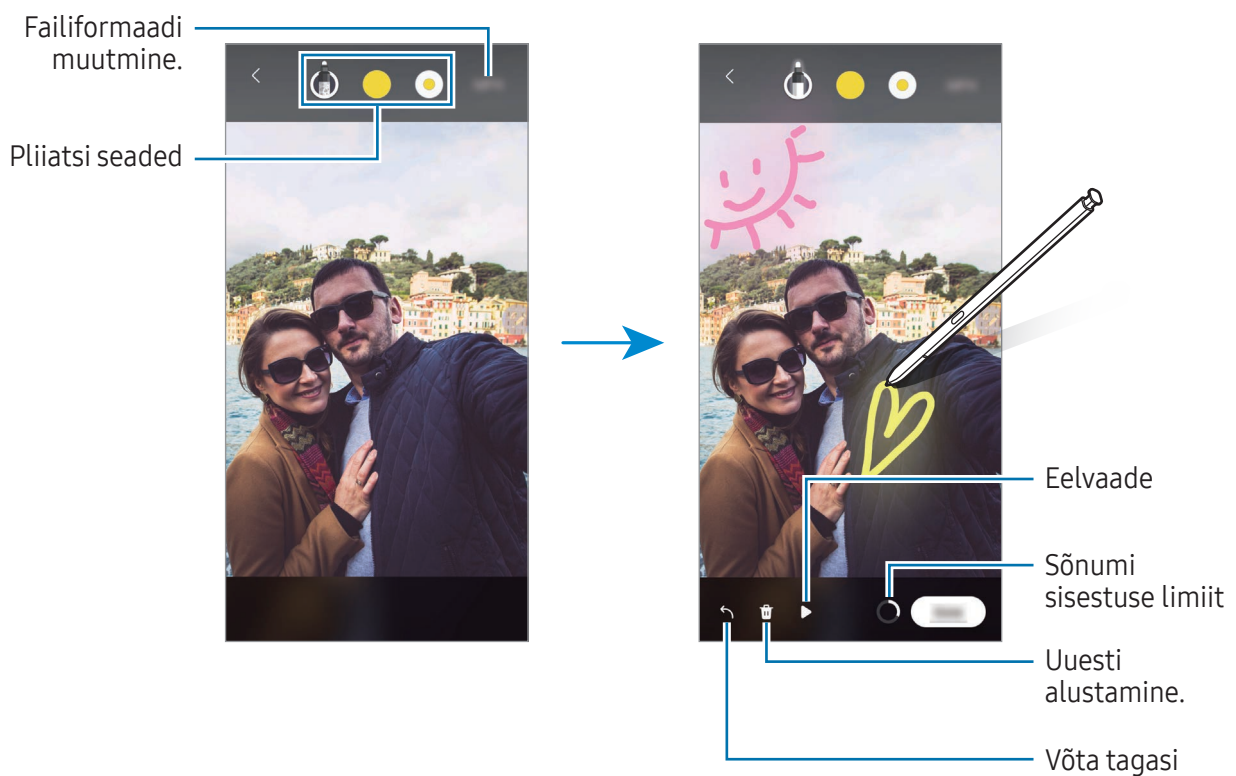 Failiformaadi
muutmine.
Pliiatsi seaded
Eelvaade
Sõnumi
sisestuse limiit
Uuesti
alustamine.
Võta tagasi